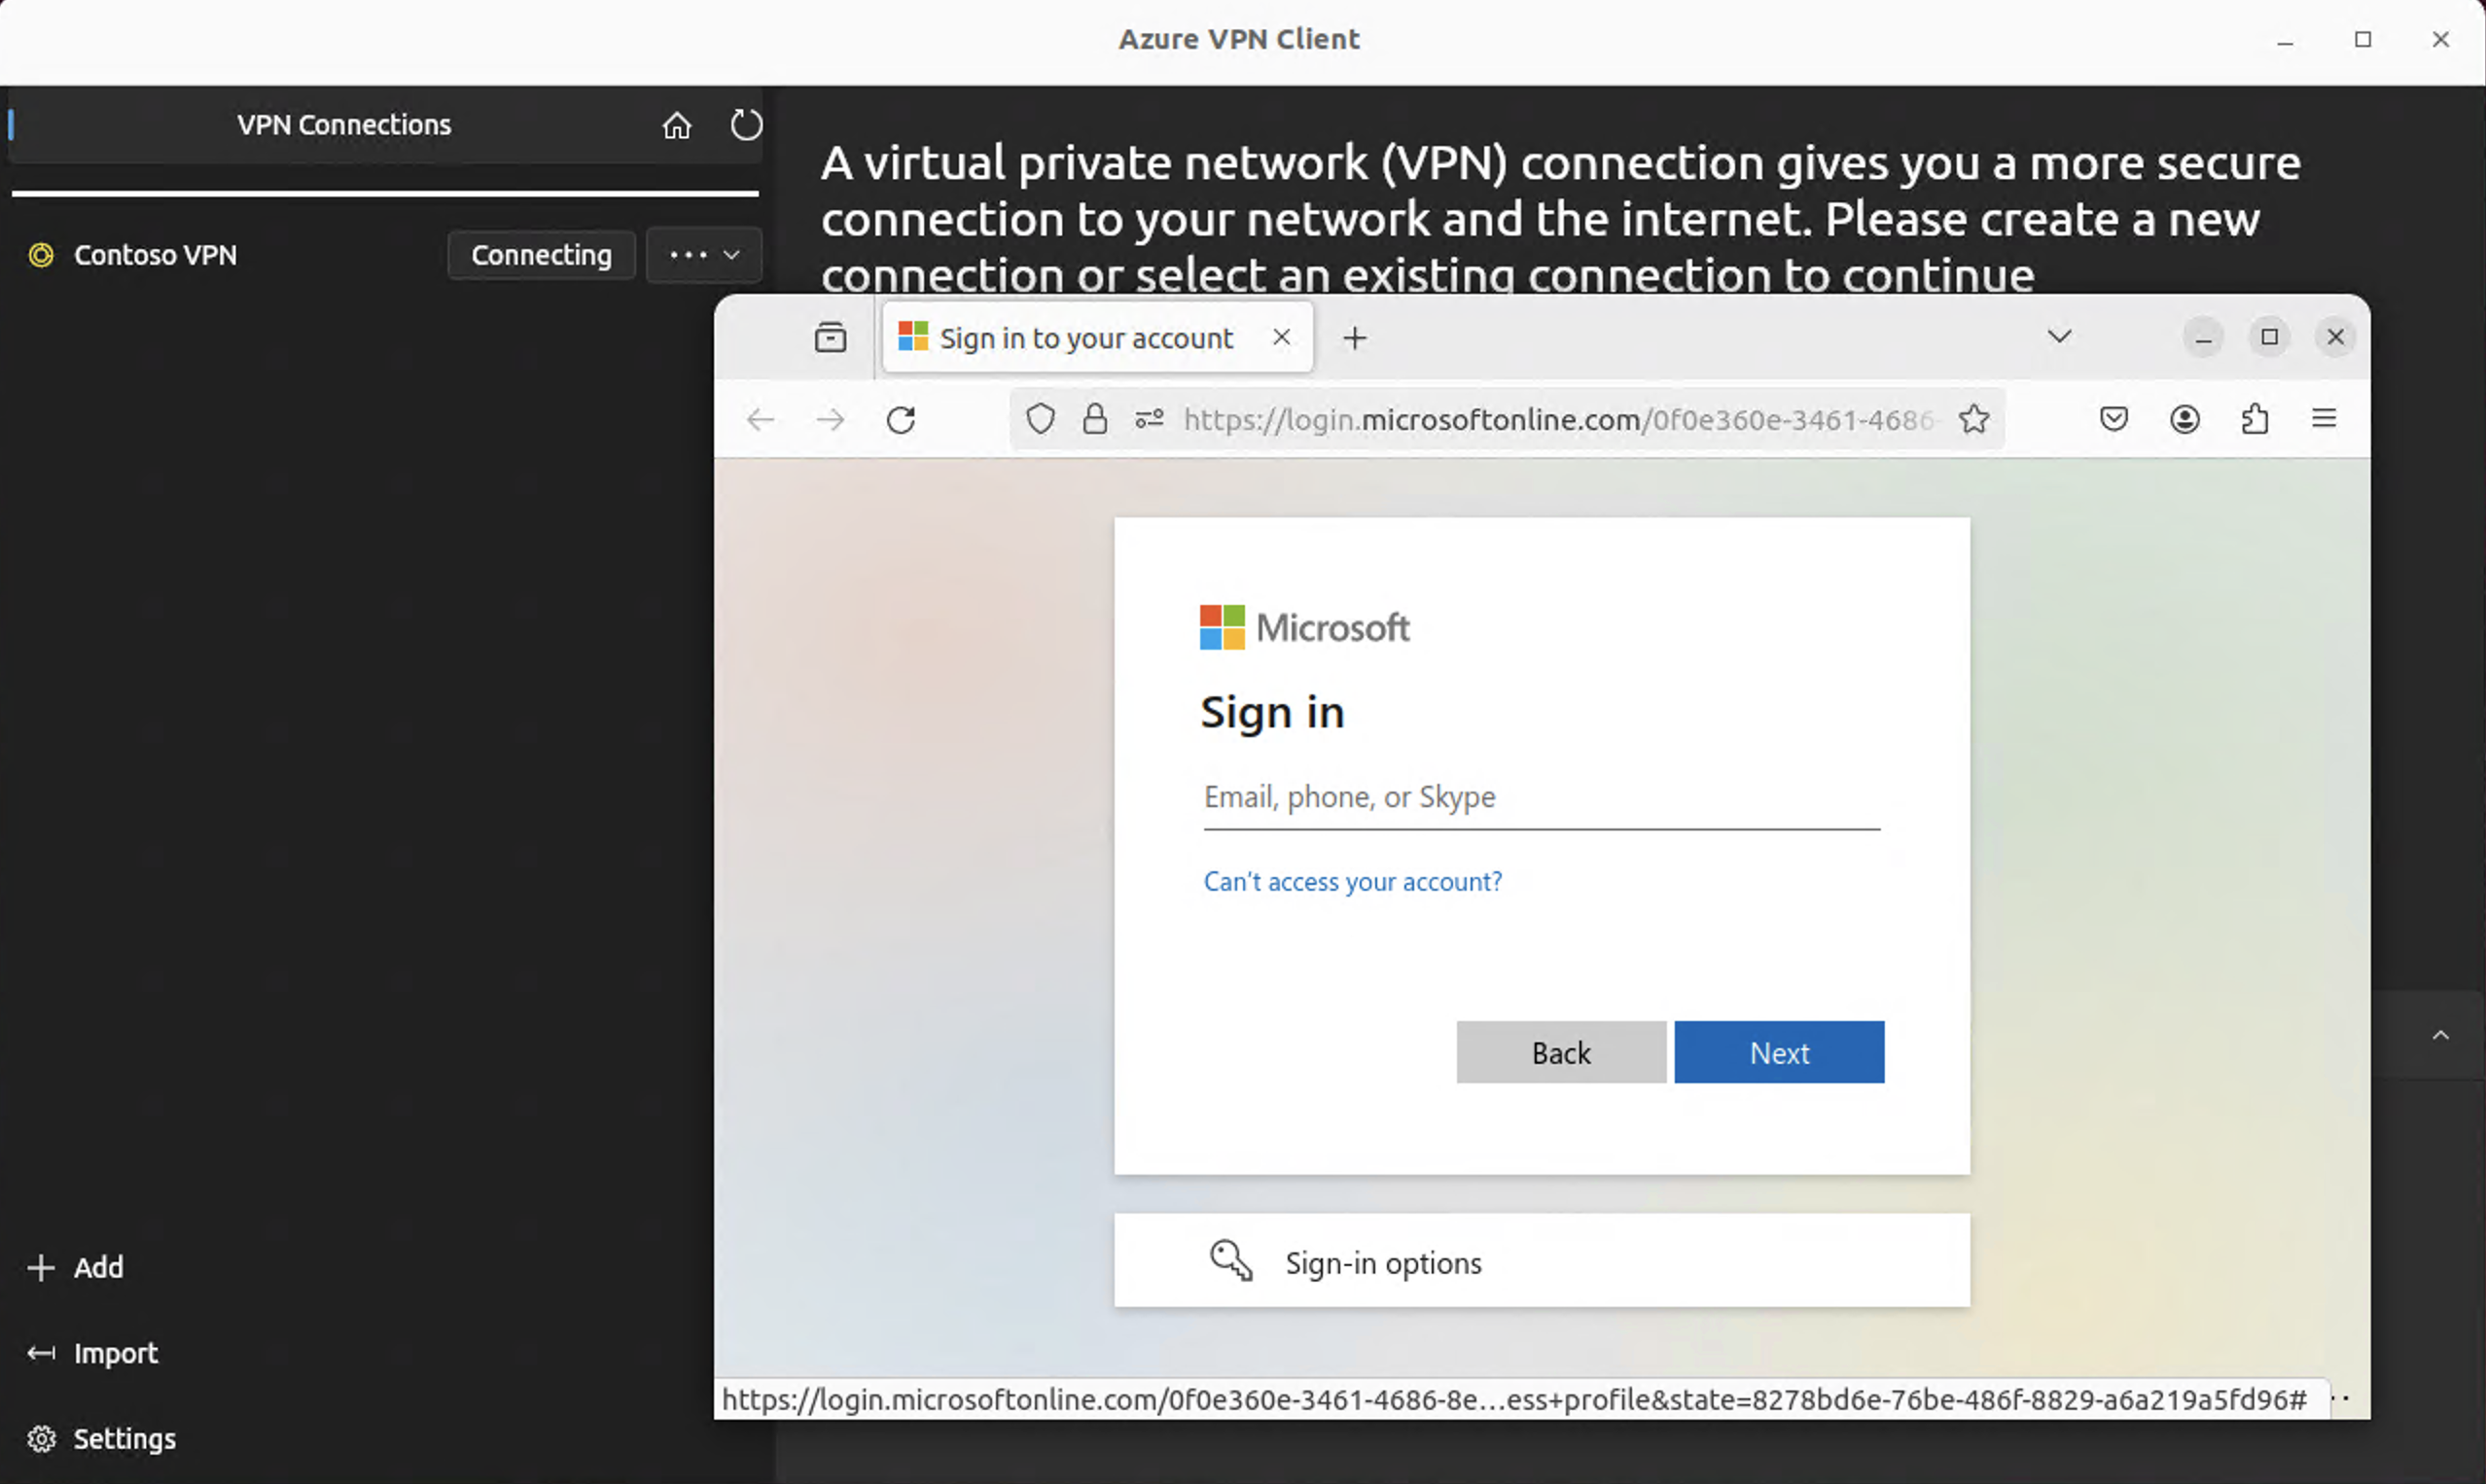 Azure VPN Client
VPN Connections
Contoso VPN
Connecting
A virtual private network (VPN) connection gives you a more secure
connection to your network and the internet. Please create a new
connection or select an existing connection to continue
Sign in to your account
https://login.microsoftonline.com/0f0e360e-3461-4686-
Microsoft
Sign in
Email, phone, or Skype
Can't access your account?
Back
Next
Sign-in options
https://login.microsoftonline.com/0f0e360e-3461-4686-8e...ess+profile&state=8278bd6e-76be-486f-8829-a6a219a5fd96#
Add
Import
Settings